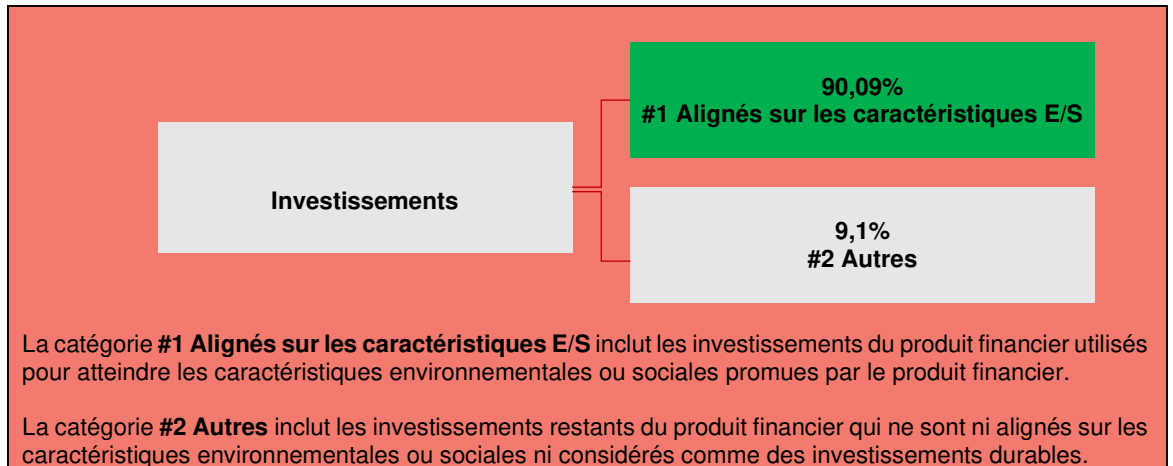 90,09%
#1 Alignés sur les caractéristiques E/S
Investissements
9,1%
#2 Autres
La catégorie #1 Alignés sur les caractéristiques E/S inclut les investissements du produit financier utilisés
pour atteindre les caractéristiques environnementales ou sociales promues par le produit financier.
La catégorie #2 Autres inclut les investissements restants du produit financier qui ne sont ni alignés sur les
caractéristiques environnementales ou sociales ni considérés comme des investissements durables.